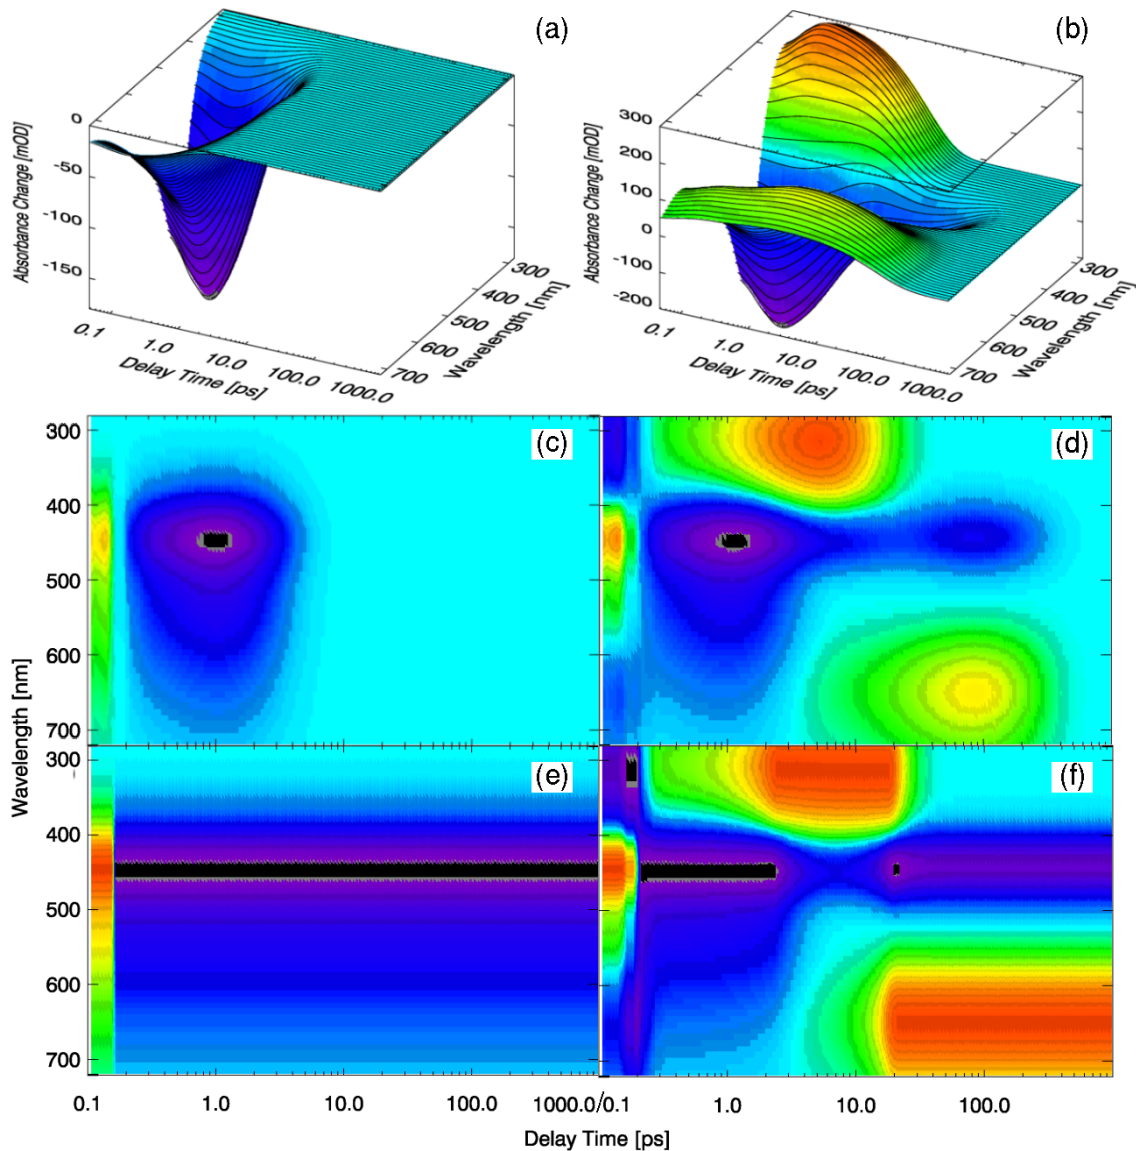 (a)
(b)
Absorbance Change [mOD]
0
-50
-100
-150
0.1
1.0
10.0
100.0
1000.0
Delay Time [ps]
300
400
500
600
700
Wavelength [nm]
Absorbance Change [mOD]
300
200
100
0
-100
-200
0.1
1.0
10.0
100.0
1000.0
Delay Time [ps]
300
400
500
600
700
Wavelength [nm]
(c)
(d)
300
400
500
600
700
(e)
(f)
300
400
500
600
700
Wavelength [nm]
0.1 1.0 10.0 100.0 1000.0/0.1 1.0 10.0 100.0
Delay Time [ps]